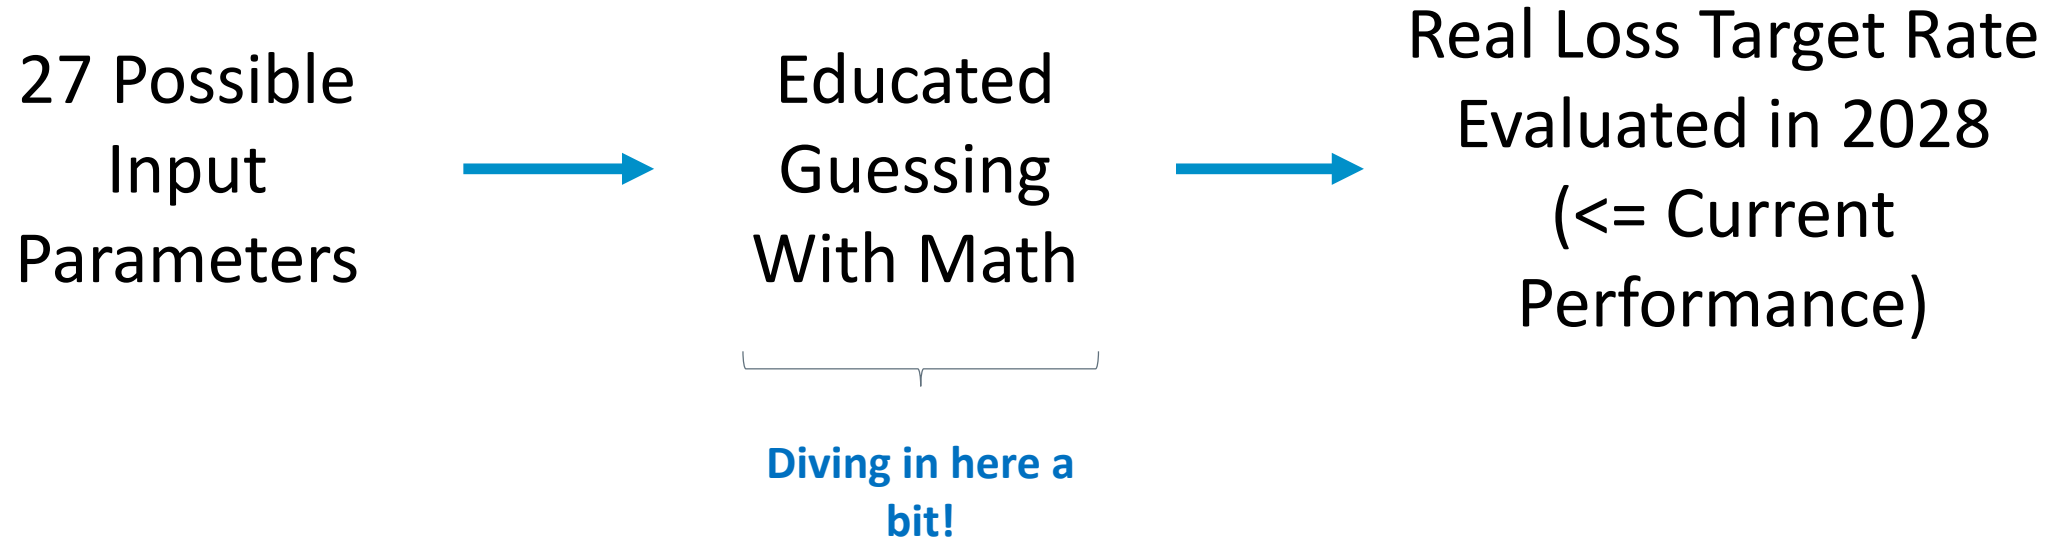 27 Possible
Input
Parameters
Educated
Guessing
With Math
Real Loss Target Rate
Evaluated in 2028
(<= Current
Performance)
Diving in here a
bit!